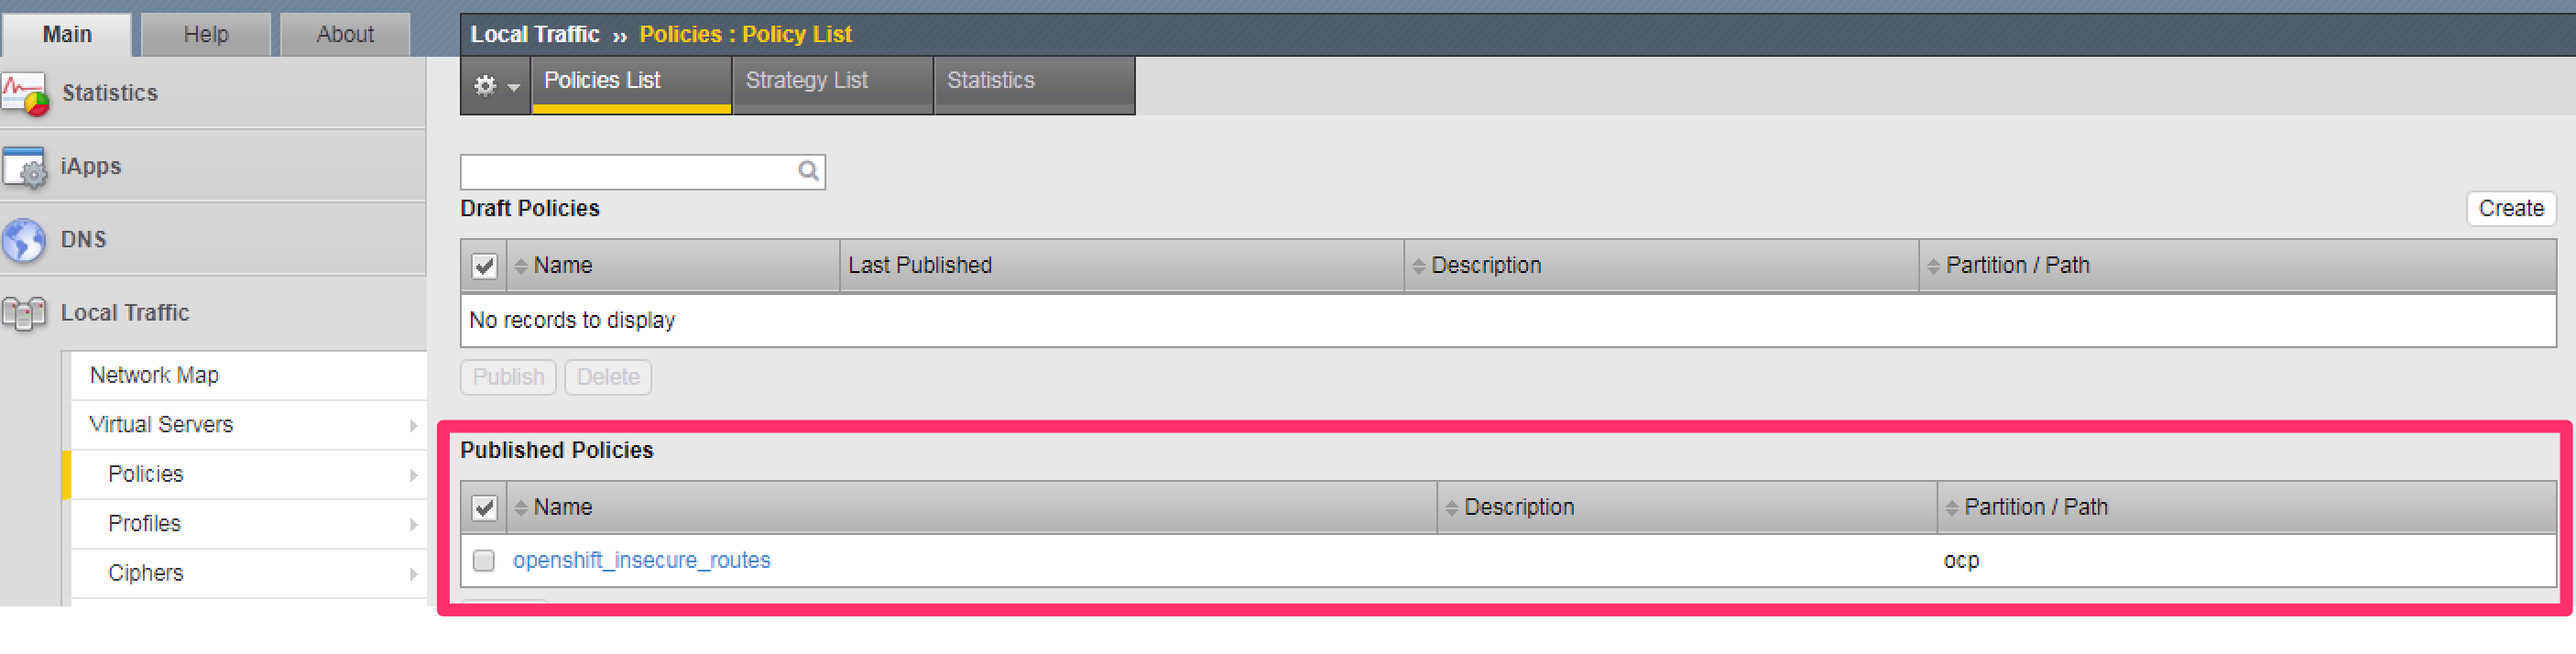 Main Help About
Local Traffic ›› Policies : Policy List
Policies List Strategy List Statistics
Statistics
iApps
DNS
Local Traffic
Network Map
Virtual Servers
Policies
Profiles
Ciphers
Draft Policies
Create
Name Last Published Description Partition / Path
No records to display
Publish Delete
Published Policies
Name Description Partition / Path
openshift_insecure_routes ocp